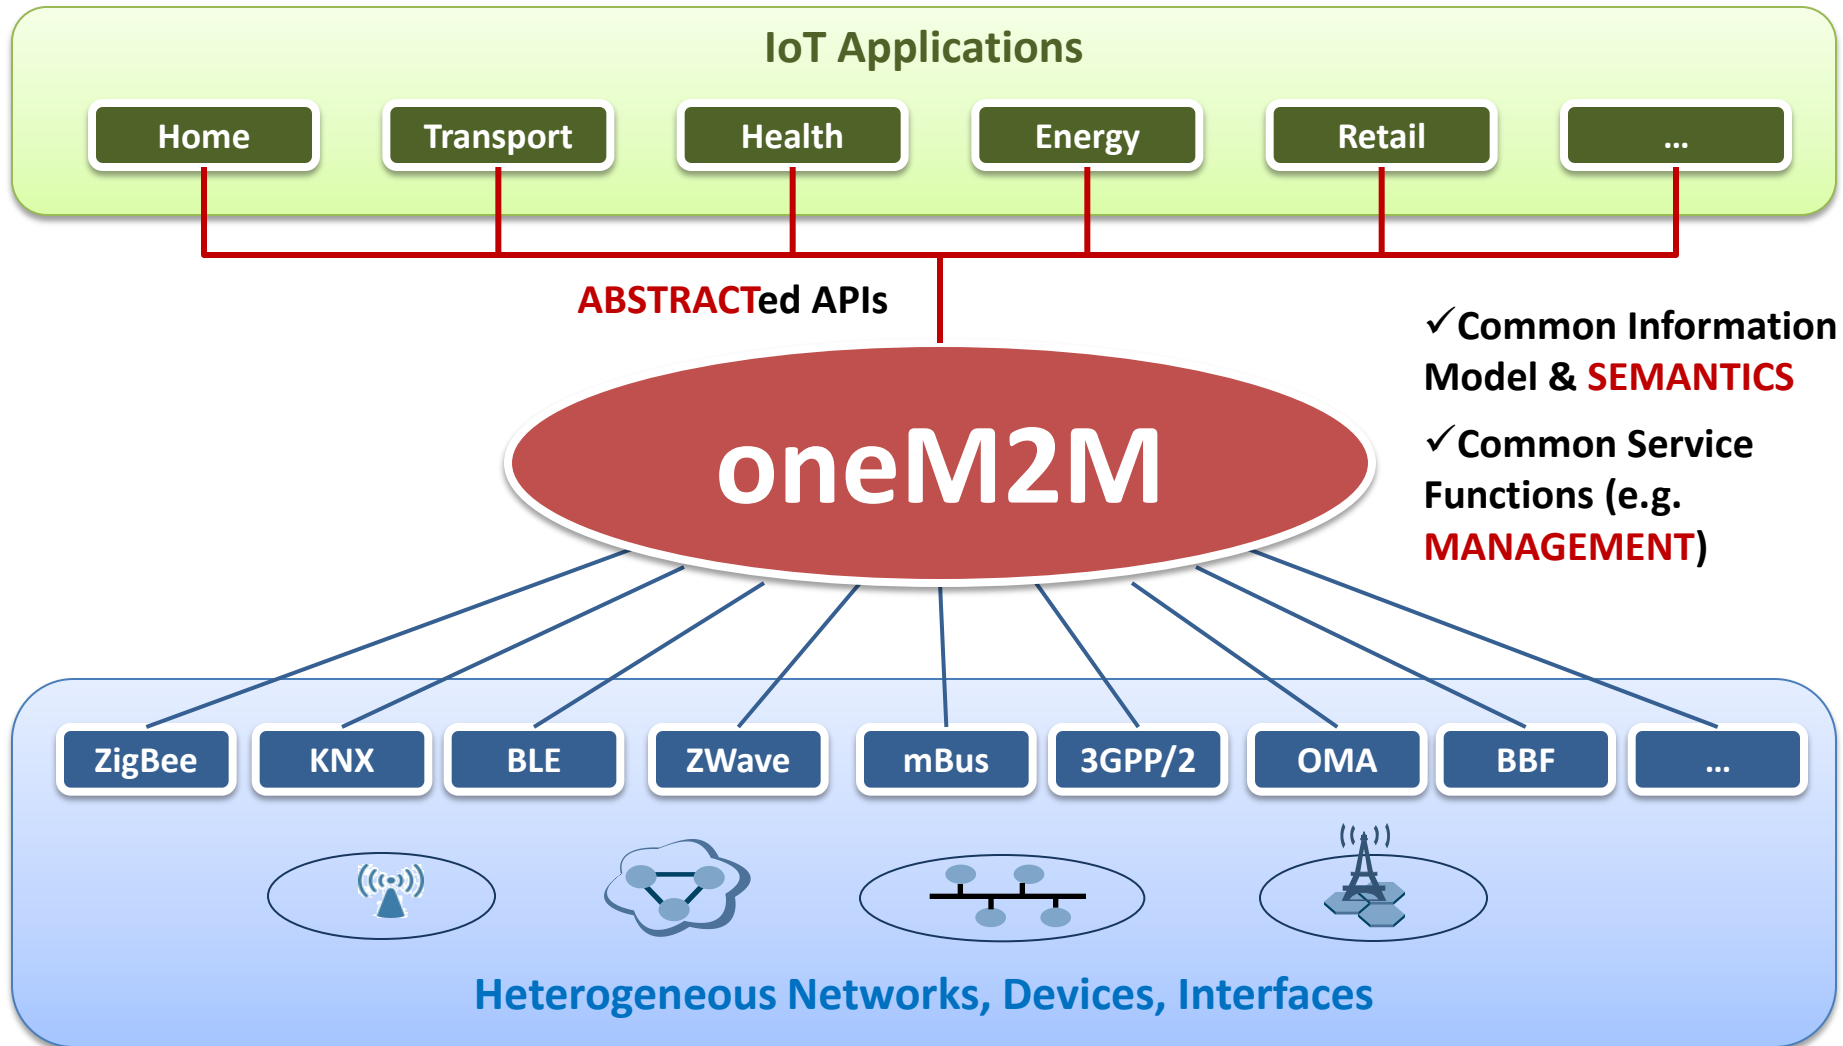 IoT Applications
Home
Transport
Health
Energy
Retail
...
ABSTRACTed APIs
✓Common Information
Model & SEMANTICS
✓Common Service
Functions (e.g.
MANAGEMENT)
oneM2M
ZigBee
KNX
BLE
ZWave
mBus
3GPP/2
OMA
BBF
...
Heterogeneous Networks, Devices, Interfaces